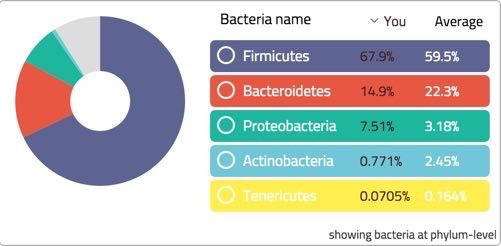 Bacteria name You Average
Firmicutes 67.9% 59.5%
Bacteroidetes 14.9% 22.3%
Proteobacteria 7.51% 3.18%
Actinobacteria 0.771% 2.45%
Tenericutes 0.0705% 0.164%
showing bacteria at phylum-level